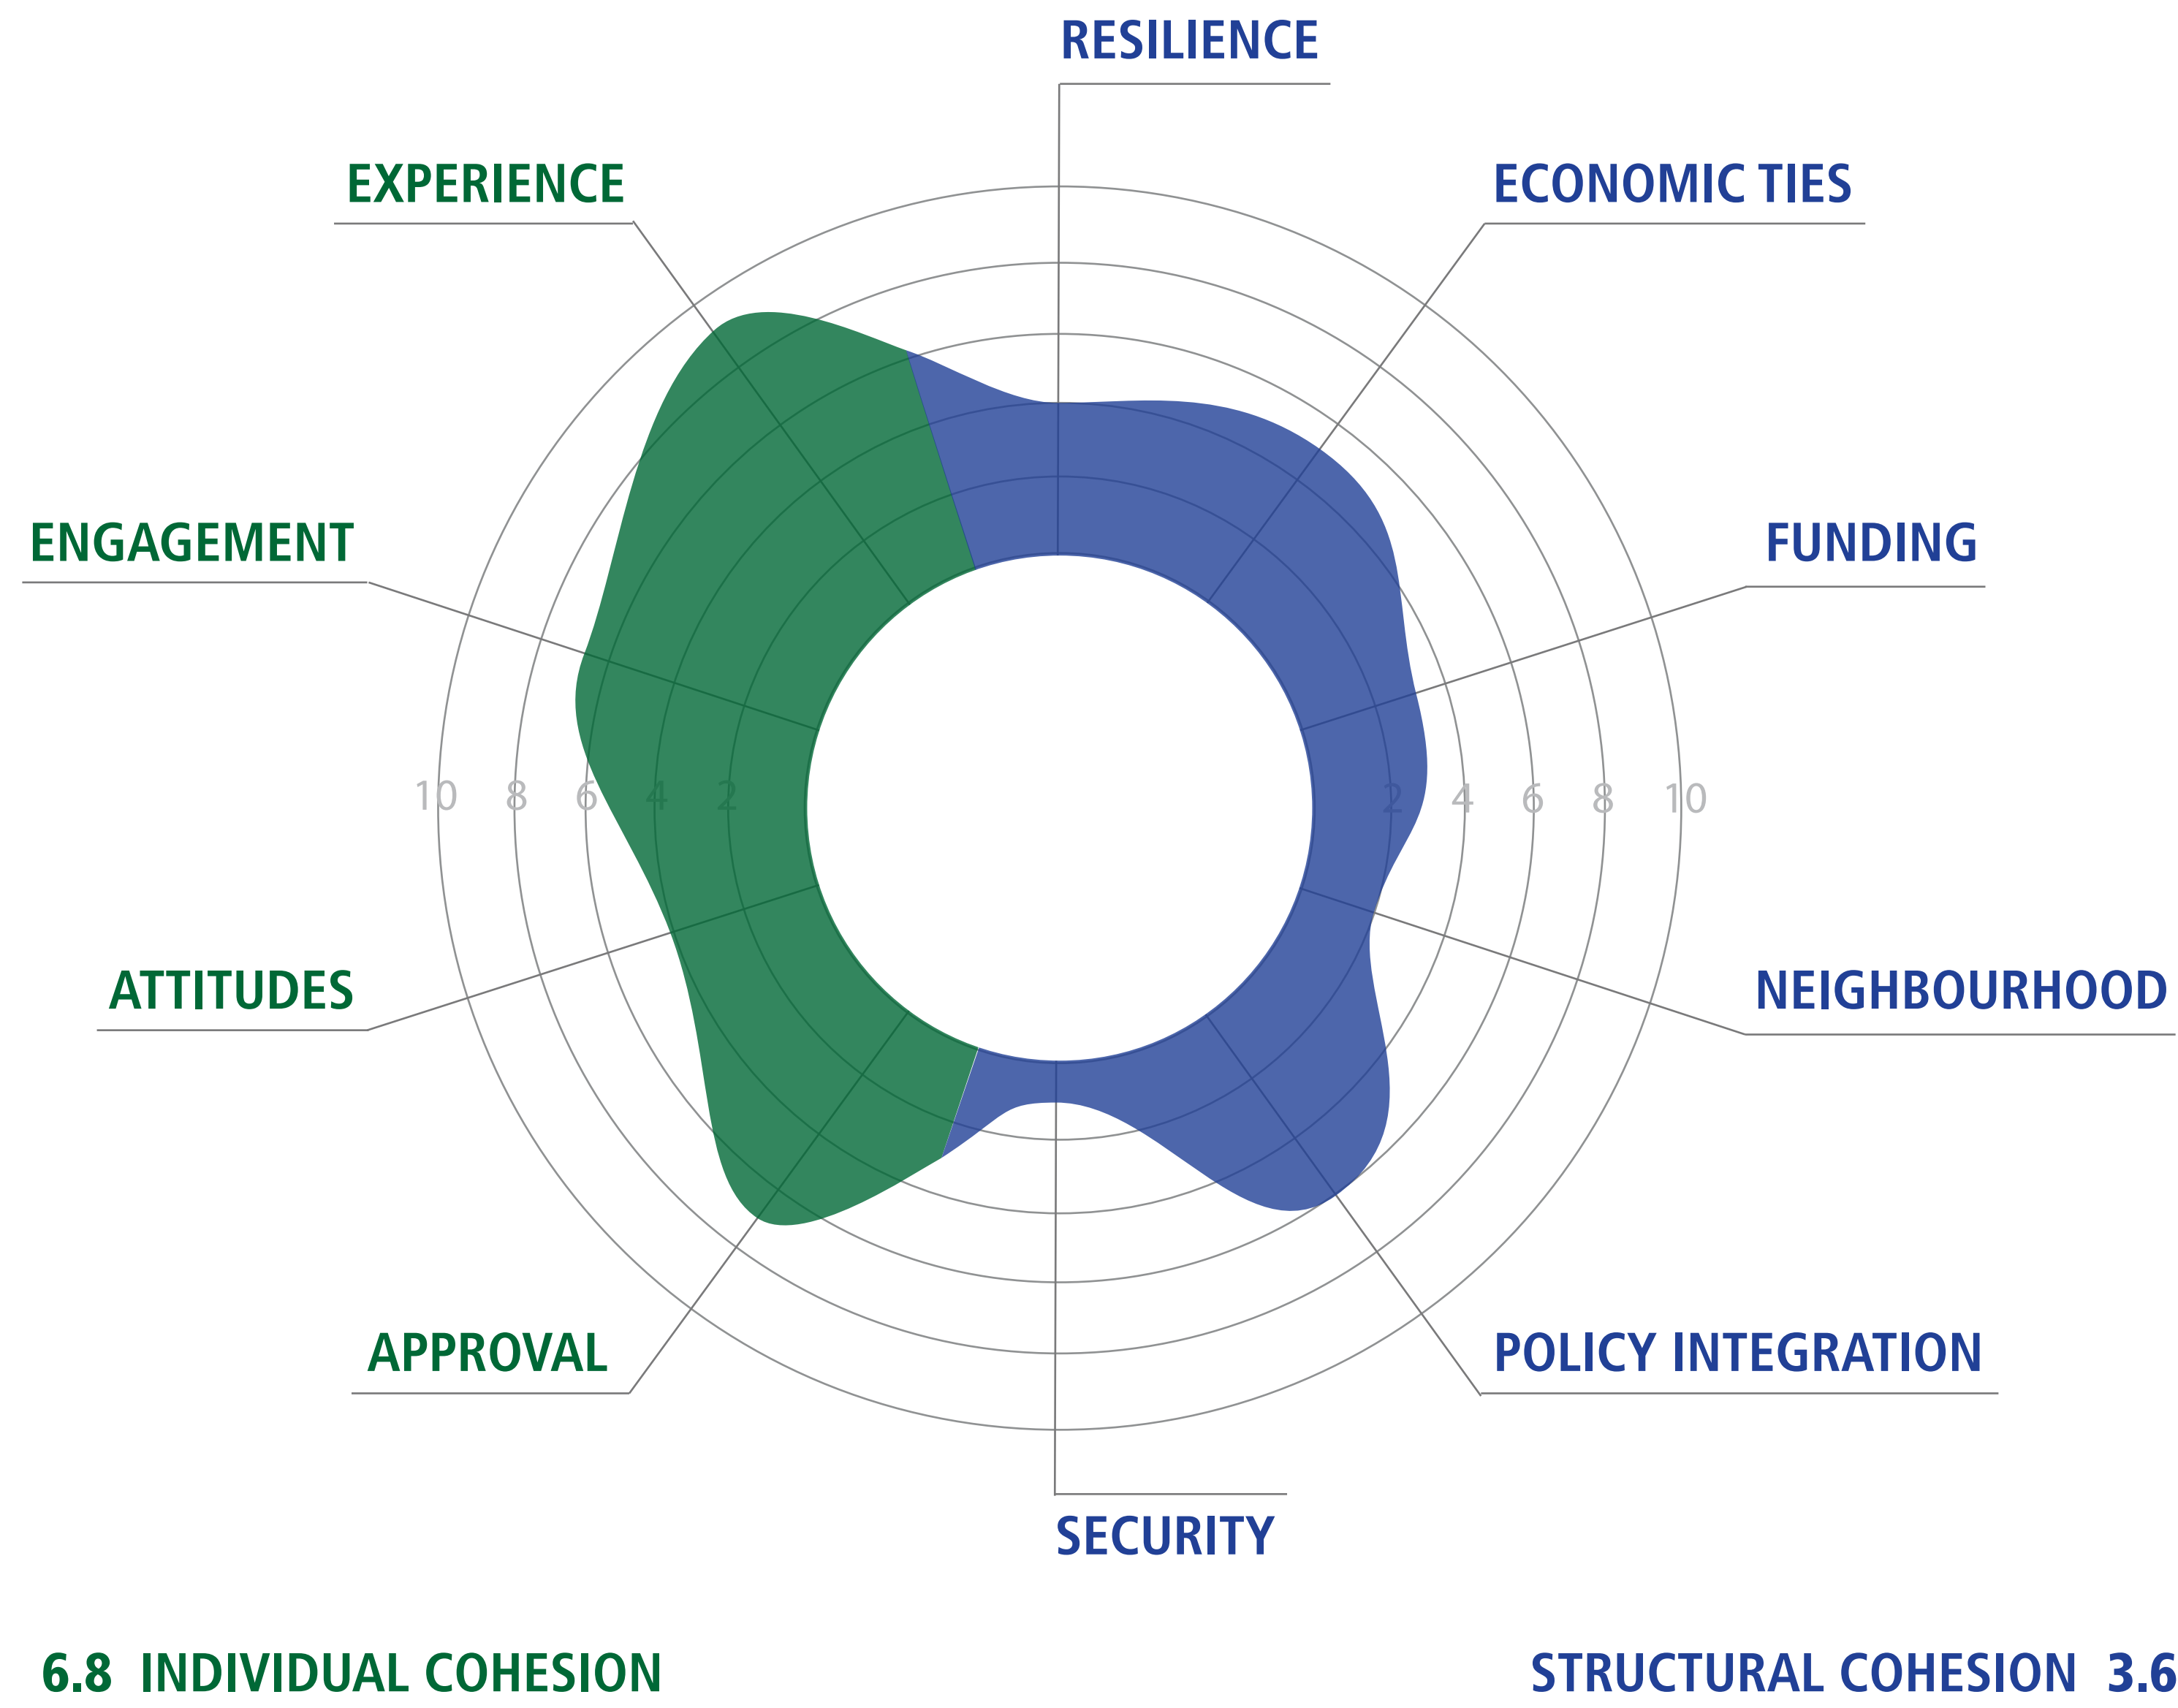 RESILIENCE
EXPERIENCE
ECONOMIC TIES
ENGAGEMENT
FUNDING
10 8 6 4 2 2 4 6 8 10
ATTITUDES
NEIGHBOURHOOD
APPROVAL
POLICY INTEGRATION
SECURITY
6.8 INDIVIDUAL COHESION
STRUCTURAL COHESION 3.6